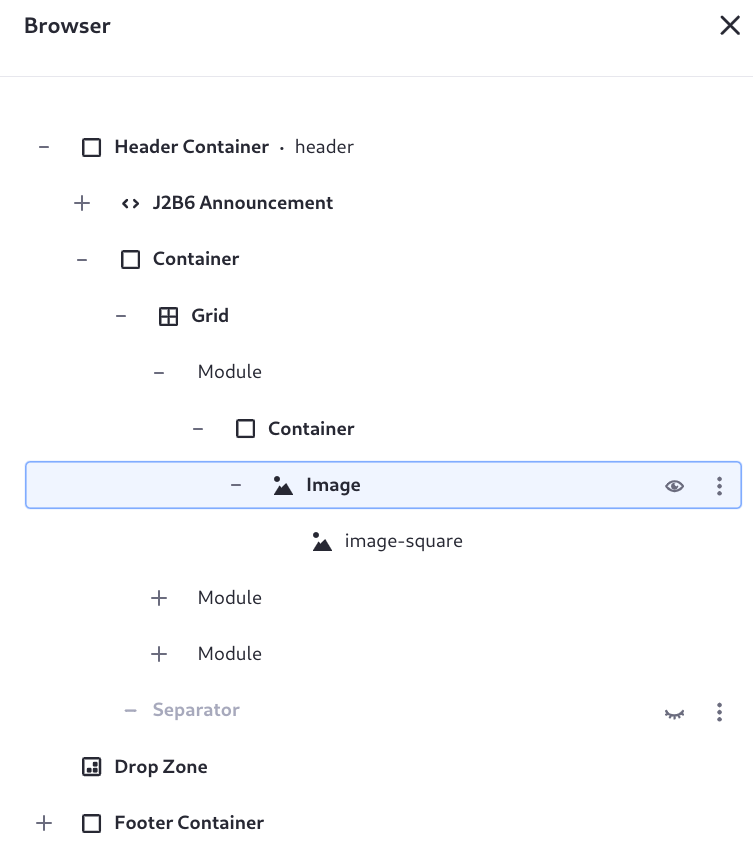 Browser
Header Container · header
J2B6 Announcement
Container
Grid
Module
Container
Image
image-square
Module
Module
Separator
Drop Zone
Footer Container